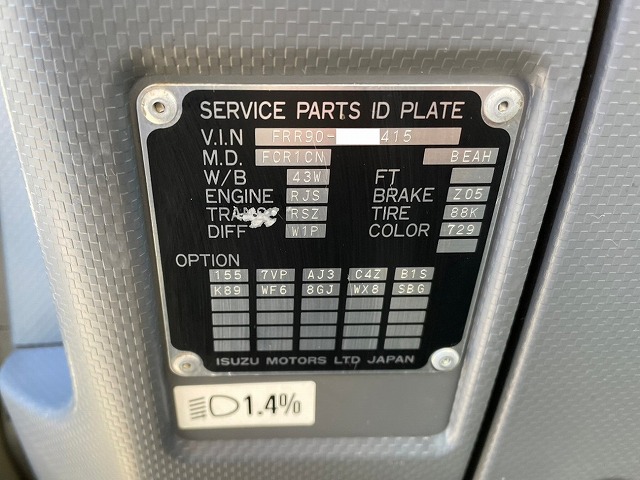 SERVICE PARTS ID PLATE
V.I.N FRR90- 415
M.D. FCR1CN BEAH
W/B 43W FT
ENGINE RJS BRAKE Z05
RSZ TIRE 88K
DIFF W1P COLOR 729
OPTION
155 7VP AJ3 C4Z B1S
K89 WF6 8GJ WX8 SBG
ISUZU MOTORS LTD JAPAN
1.4%